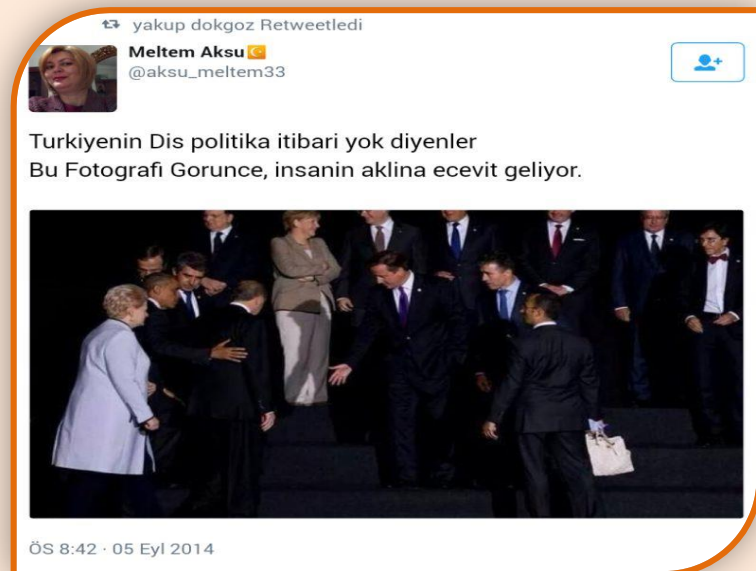 yakup dokgoz Retweetledi
Meltem Aksu
@aksu_meltem33
Turkiyenin Dis politika itibari yok diyenler
Bu Fotografi Gorunce, insanin aklina ecevit geliyor.
ÖS 8:42 · 05 Eyl 2014